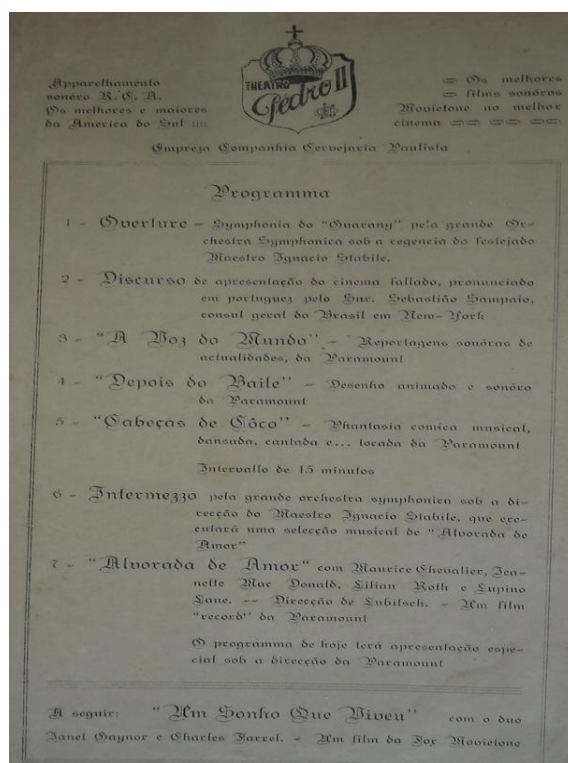 Apparelhamento
sonóro R. C. A.
Os melhores e maiores
da America do Sul ::::
THEATRO
Pedro II
Os melhores
films sonóros
Movietone no melhor
cinema
Empreza Companhia Cervejaria Paulista
Programma
1 - Overture – Symphonia do "Guarany" pela grande Or-
chestra Symphonica sob a regencia do festejado
Maestro Ignacio Stabile.
2 - Discurso de apresentação do cinema fallado, pronunciado
em portuguez pelo Snr. Sebastião Sampaio,
consul geral do Brasil em New-York
3 - "A Voz do Mundo" – Reportagens sonóras de
actualidades, da Paramount
4 - "Depois do Baile" – Desenho animado e sonóro
da Paramount
5 - "Cabeças de Côco" – Phantasia comica musical,
dansada, cantada e... tocada da Paramount
Intervallo de 15 minutos
6 - Intermezzo pela grande orchestra symphonica sob a di-
recção do Maestro Ignacio Stabile, que exe-
cutará uma selecção musical de "Alvorada de
Amor"
7 - "Alvorada de Amor" com Maurice Chevalier, Jea-
nette Mac Donald, Lilian Roth e Lupino
Lane. -- Direcção de Lubitsch. - Um film
"record" da Paramount
O programma de hoje terá apresentação espe-
cial sob a direcção da Paramount
A seguir: "Um Sonho Que Viveu" com o duo
Janet Gaynor e Charles Farrel. - Um film da Fox Movietone